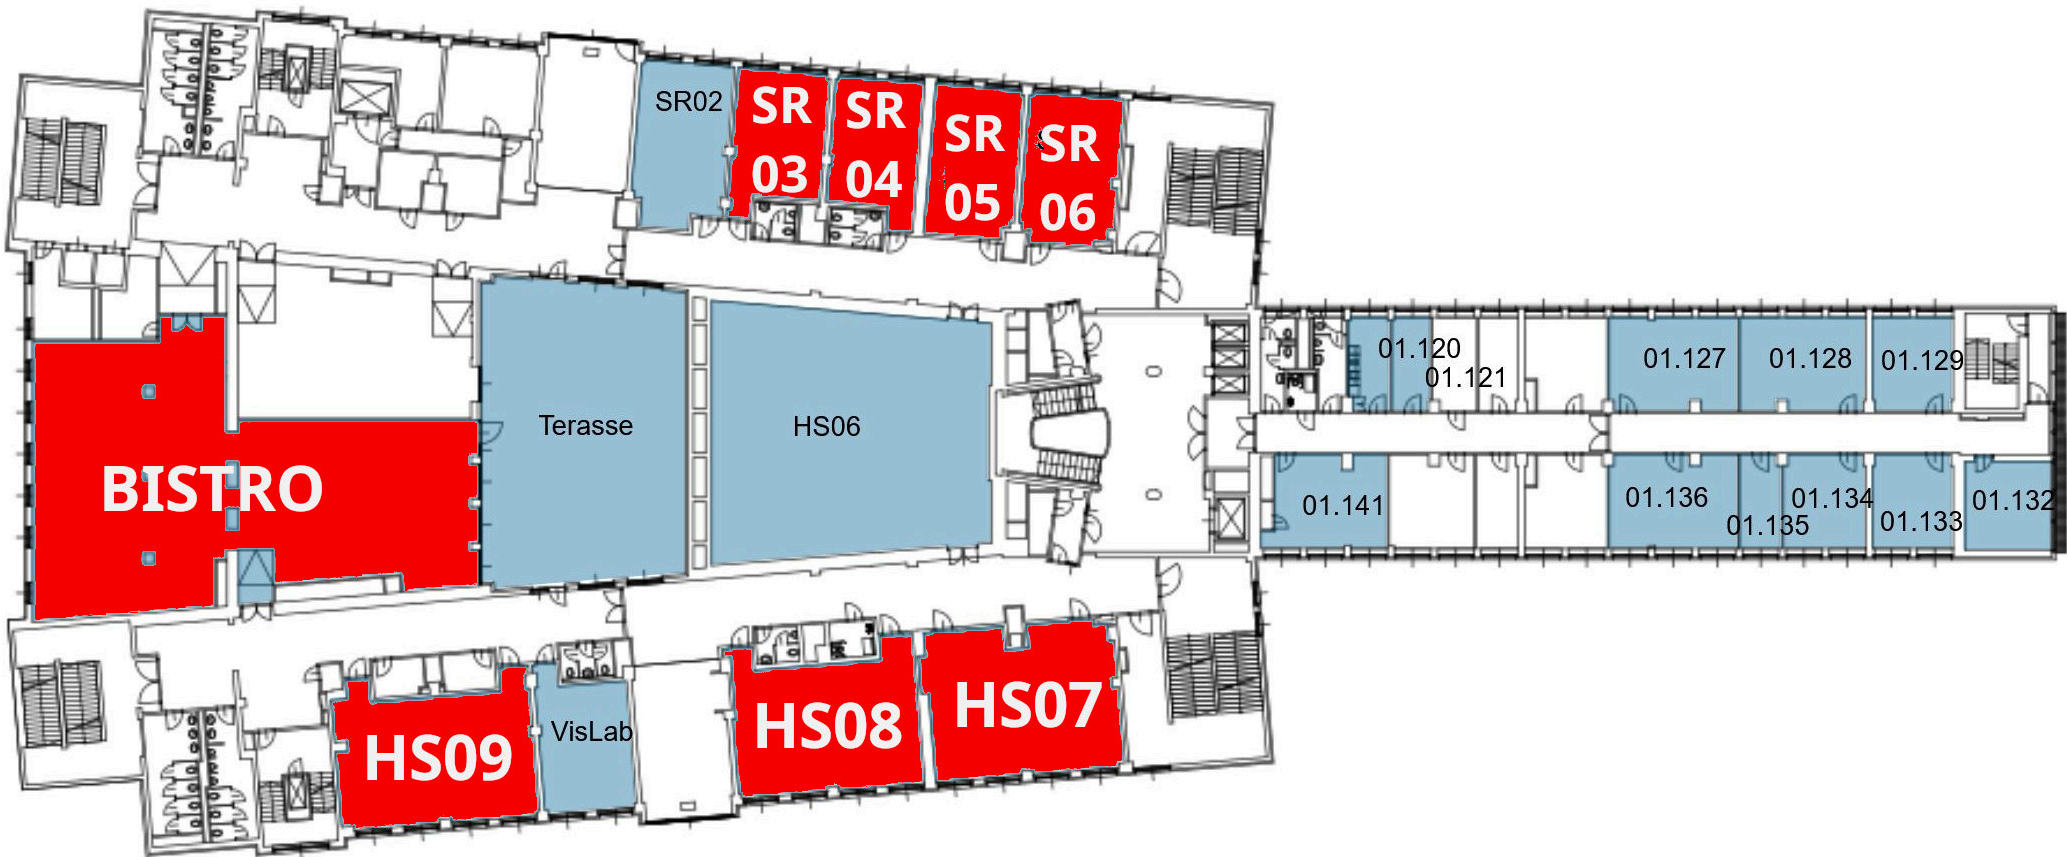 SR02
SR
03
SR
04
SR
05
SR
06
BISTRO
Terasse
HS06
01.120
01.121
01.127
01.128
01.129
01.141
01.136
01.135
01.134
01.133
01.132
HS09
VisLab
HS08
HS07